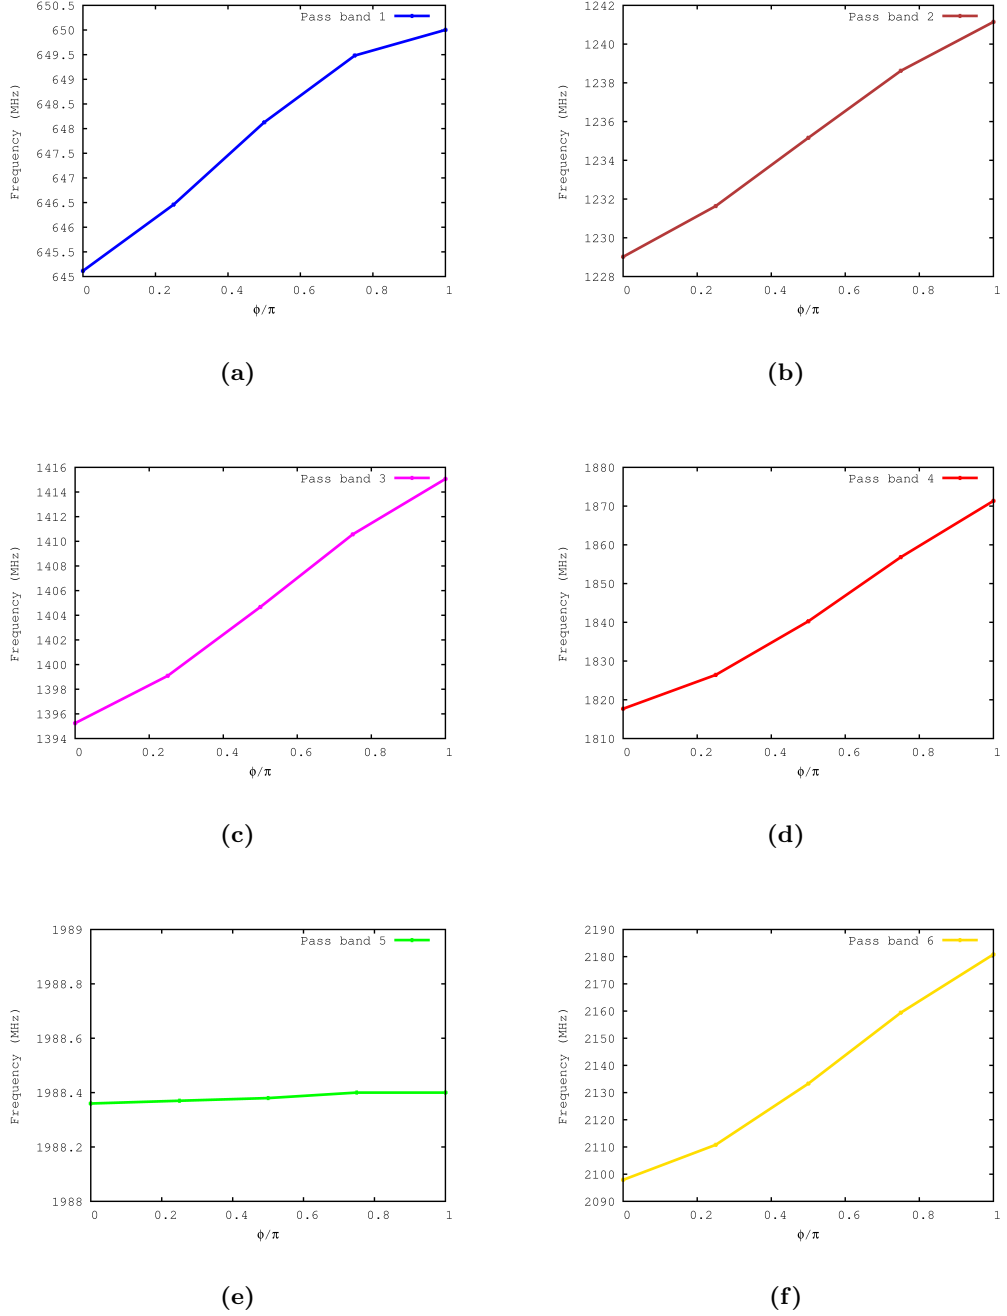 650.5
650
649.5
649
648.5
648
647.5
647
646.5
646
645.5
645
0 0.2 0.4 0.6 0.8 1
Frequency (MHz)
ϕ/π
Pass band 1
(a)
1242
1240
1238
1236
1234
1232
1230
1228
0 0.2 0.4 0.6 0.8 1
Frequency (MHz)
ϕ/π
Pass band 2
(b)
1416
1414
1412
1410
1408
1406
1404
1402
1400
1398
1396
1394
0 0.2 0.4 0.6 0.8 1
Frequency (MHz)
ϕ/π
Pass band 3
(c)
1880
1870
1860
1850
1840
1830
1820
1810
0 0.2 0.4 0.6 0.8 1
Frequency (MHz)
ϕ/π
Pass band 4
(d)
1989
1988.8
1988.6
1988.4
1988.2
1988
0 0.2 0.4 0.6 0.8 1
Frequency (MHz)
ϕ/π
Pass band 5
(e)
2190
2180
2170
2160
2150
2140
2130
2120
2110
2100
2090
0 0.2 0.4 0.6 0.8 1
Frequency (MHz)
ϕ/π
Pass band 6
(f)